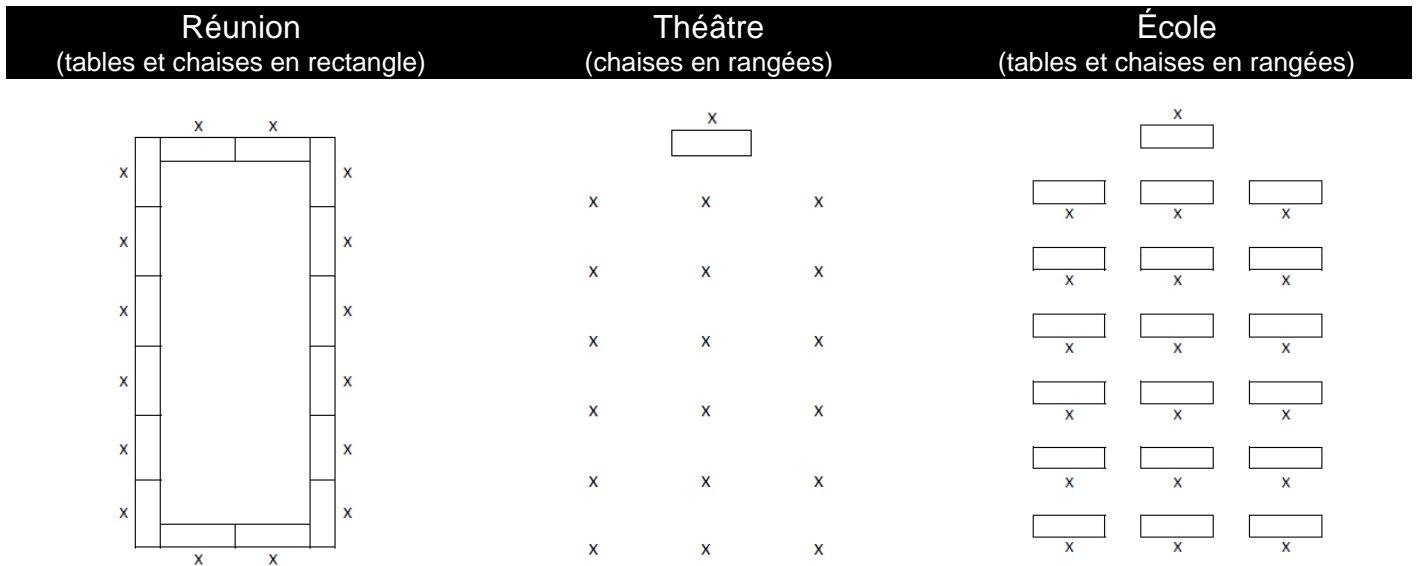 Réunion
(tables et chaises en rectangle)
Théâtre
(chaises en rangées)
École
(tables et chaises en rangées)
x x
x x
x x
x x
x x
x x
x x
x x
x
x x x
x x x
x x x
x x x
x x x
x x x
x
x x x
x x x
x x x
x x x
x x x
x x x